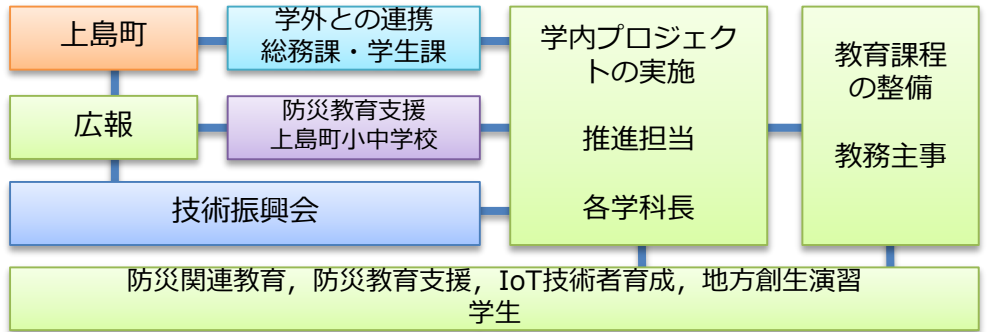 上島町
学外との連携
総務課・学生課
学内プロジェク
トの実施
推進担当
各学科長
教育課程
の整備
教務主事
広報
防災教育支援
上島町小中学校
技術振興会
防災関連教育，防災教育支援，IoT技術者育成，地方創生演習
学生